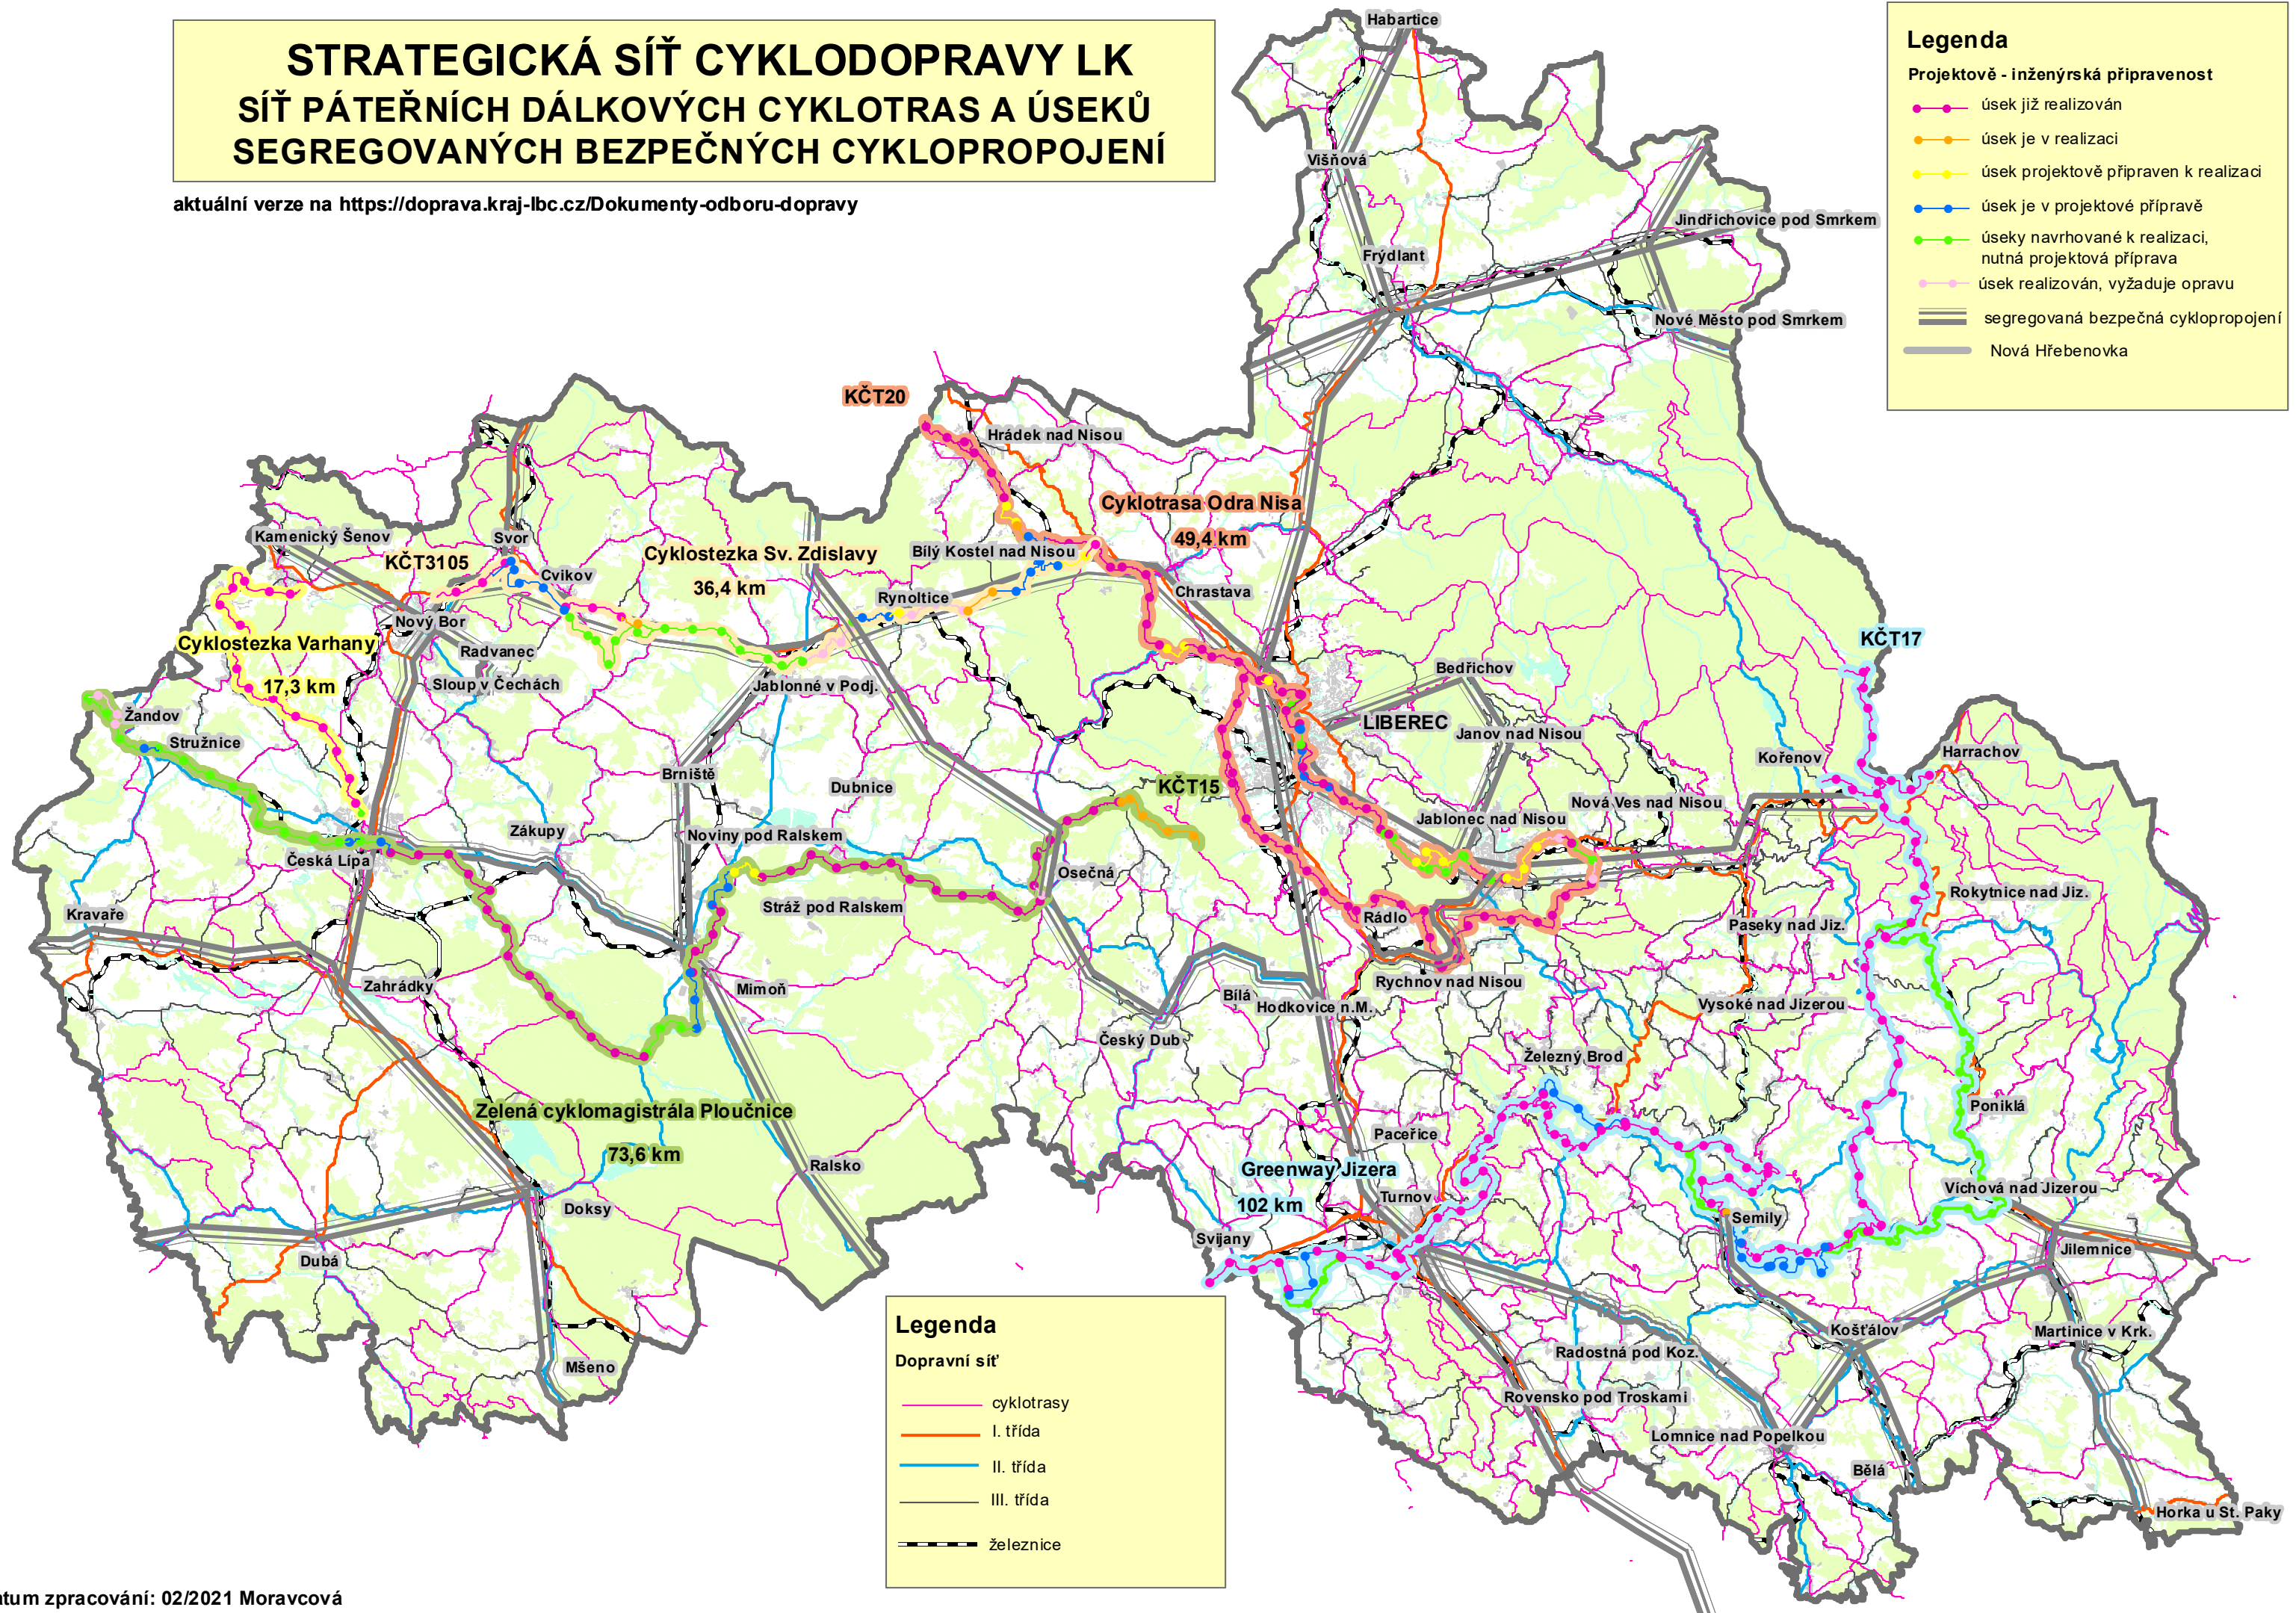 STRATEGICKÁ SÍŤ CYKLODOPRAVY LK
SÍŤ PÁTEŘNÍCH DÁLKOVÝCH CYKLOTRAS A ÚSEKŮ
SEGREGOVANÝCH BEZPEČNÝCH CYKLOPROPOJENÍ
aktuální verze na https://doprava.kraj-lbc.cz/Dokumenty-odboru-dopravy
Legenda
Projektově - inženýrská připravenost
úsek již realizován
úsek je v realizaci
úsek projektově připraven k realizaci
úsek je v projektové přípravě
úseky navrhované k realizaci,
nutná projektová příprava
úsek realizován, vyžaduje opravu
segregovaná bezpečná cyklopropojení
Nová Hřebenovka
Habartice
Višňová
Jindřichovice pod Smrkem
Frýdlant
Nové Město pod Smrkem
KČT20
Hrádek nad Nisou
Cyklotrasa Odra Nisa
49,4 km
Kamenický Šenov
Svor
KČT3105
Cyklostezka Sv. Zdislavy
36,4 km
Bílý Kostel nad Nisou
Cvikov
Rynoltice
Chrastava
Nový Bor
Cyklostezka Varhany
17,3 km
Radvanec
Sloup v Čechách
Jablonné v Podj.
Bedřichov
KČT17
Žandov
Stružnice
LIBEREC
Janov nad Nisou
Harrachov
Kořenov
Brniště
Dubnice
KČT15
Nová Ves nad Nisou
Jablonec nad Nisou
Zákupy
Noviny pod Ralskem
Česká Lípa
Osečná
Rokytnice nad Jiz.
Kravaře
Stráž pod Ralskem
Rádlo
Paseky nad Jiz.
Zahrádky
Mimoň
Bílá
Hodkovice n.M.
Rychnov nad Nisou
Vysoké nad Jizerou
Český Dub
Železný Brod
Zelená cyklomagistrála Ploučnice
73,6 km
Poniklá
Paceřice
Ralsko
Greenway Jizera
102 km
Turnov
Víchová nad Jizerou
Doksy
Semily
Svijany
Jilemnice
Dubá
Legenda
Dopravní síť
cyklotrasy
I. třída
II. třída
III. třída
železnice
Košťálov
Martinice v Krk.
Radostná pod Koz.
Mšeno
Rovensko pod Troskami
Lomnice nad Popelkou
Bělá
Horka u St. Paky
atum zpracování: 02/2021 Moravcová